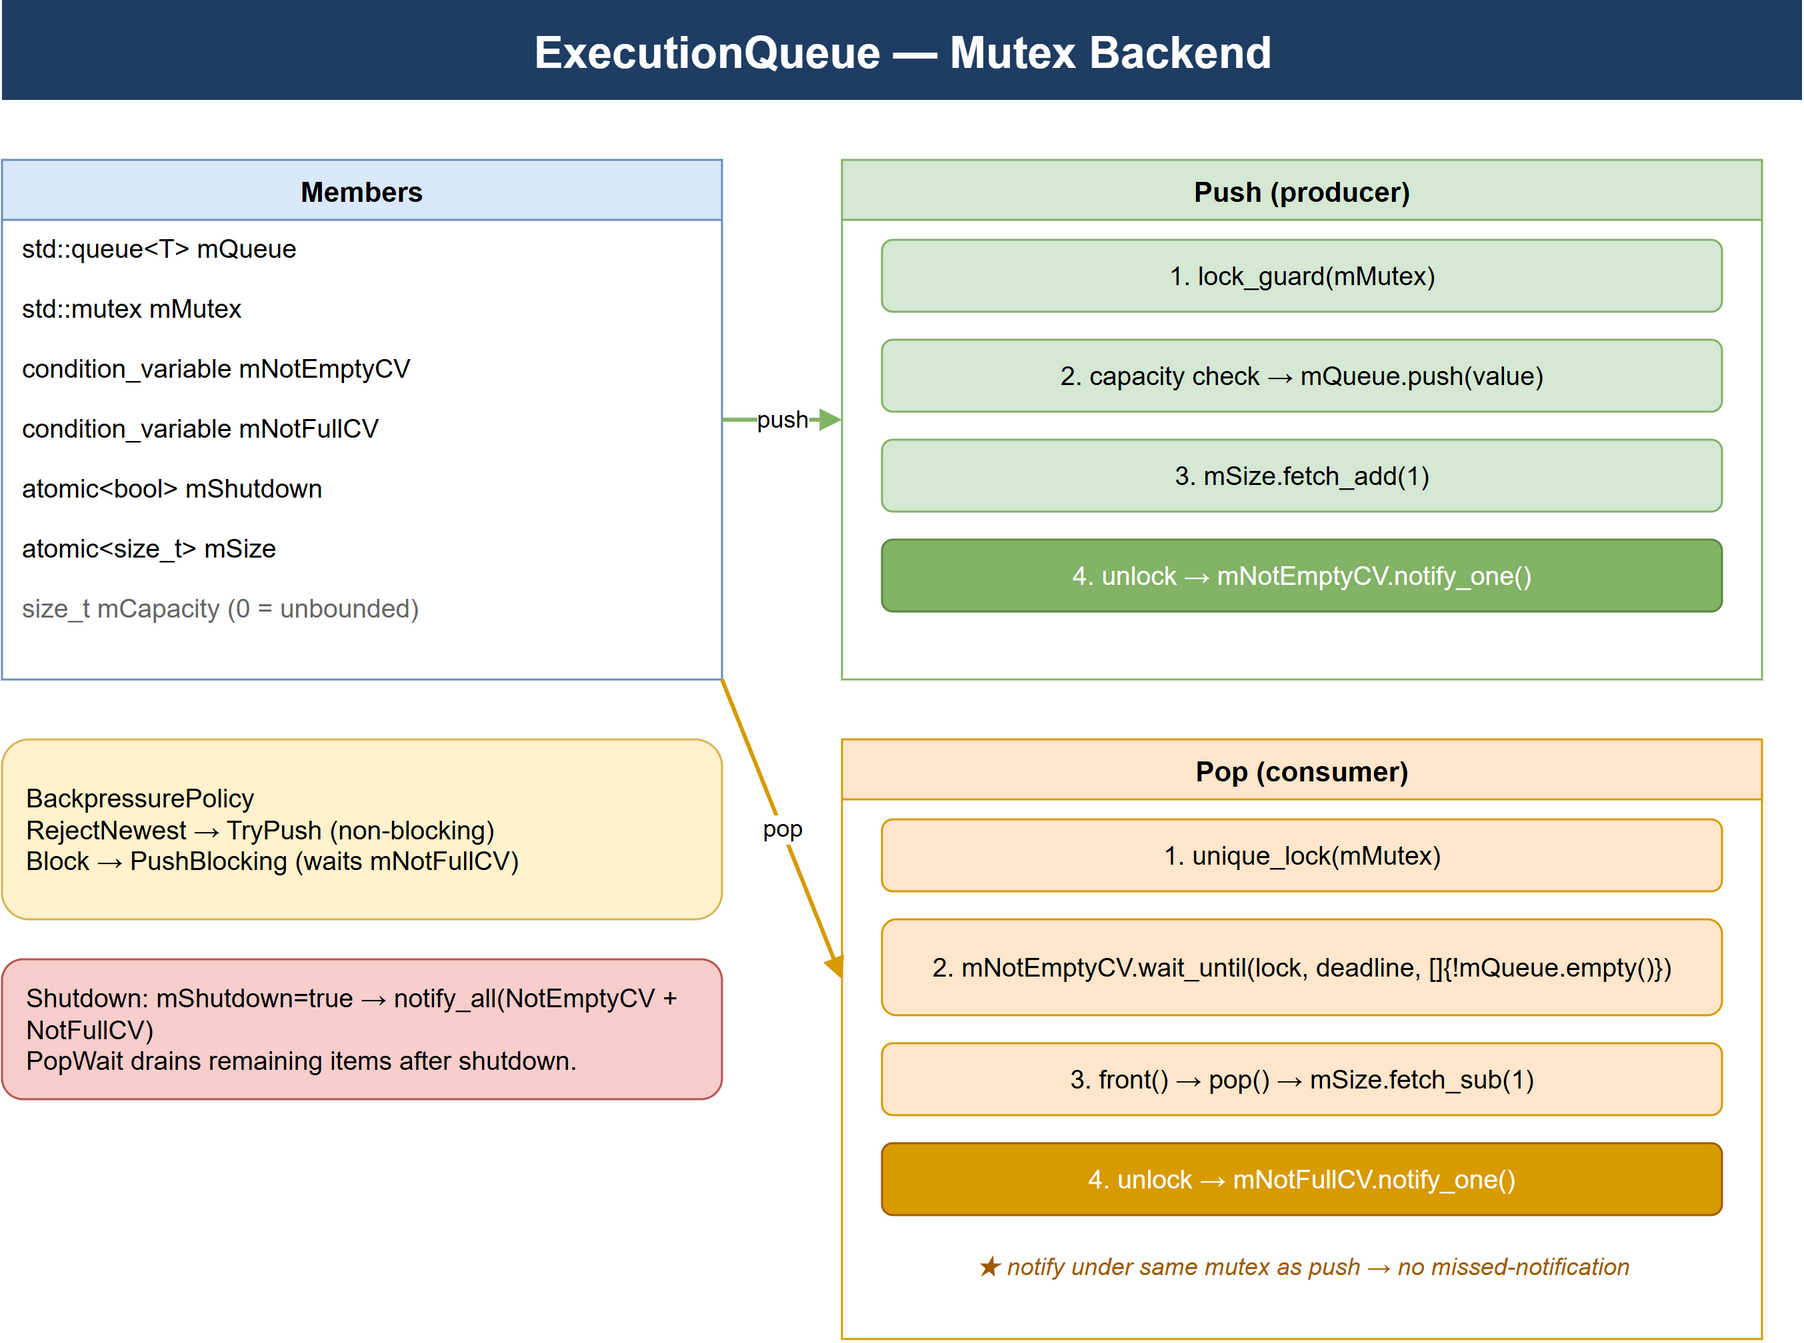 ExecutionQueue — Mutex Backend
Members
std::queue<T> mQueue
std::mutex mMutex
condition_variable mNotEmptyCV
condition_variable mNotFullCV
atomic<bool> mShutdown
atomic<size_t> mSize
size_t mCapacity (0 = unbounded)
push
Push (producer)
1. lock_guard(mMutex)
2. capacity check → mQueue.push(value)
3. mSize.fetch_add(1)
4. unlock → mNotEmptyCV.notify_one()
BackpressurePolicy
RejectNewest → TryPush (non-blocking)
Block → PushBlocking (waits mNotFullCV)
Shutdown: mShutdown=true → notify_all(NotEmptyCV +
NotFullCV)
PopWait drains remaining items after shutdown.
pop
Pop (consumer)
1. unique_lock(mMutex)
2. mNotEmptyCV.wait_until(lock, deadline, []{!mQueue.empty()})
3. front() → pop() → mSize.fetch_sub(1)
4. unlock → mNotFullCV.notify_one()
★ notify under same mutex as push → no missed-notification